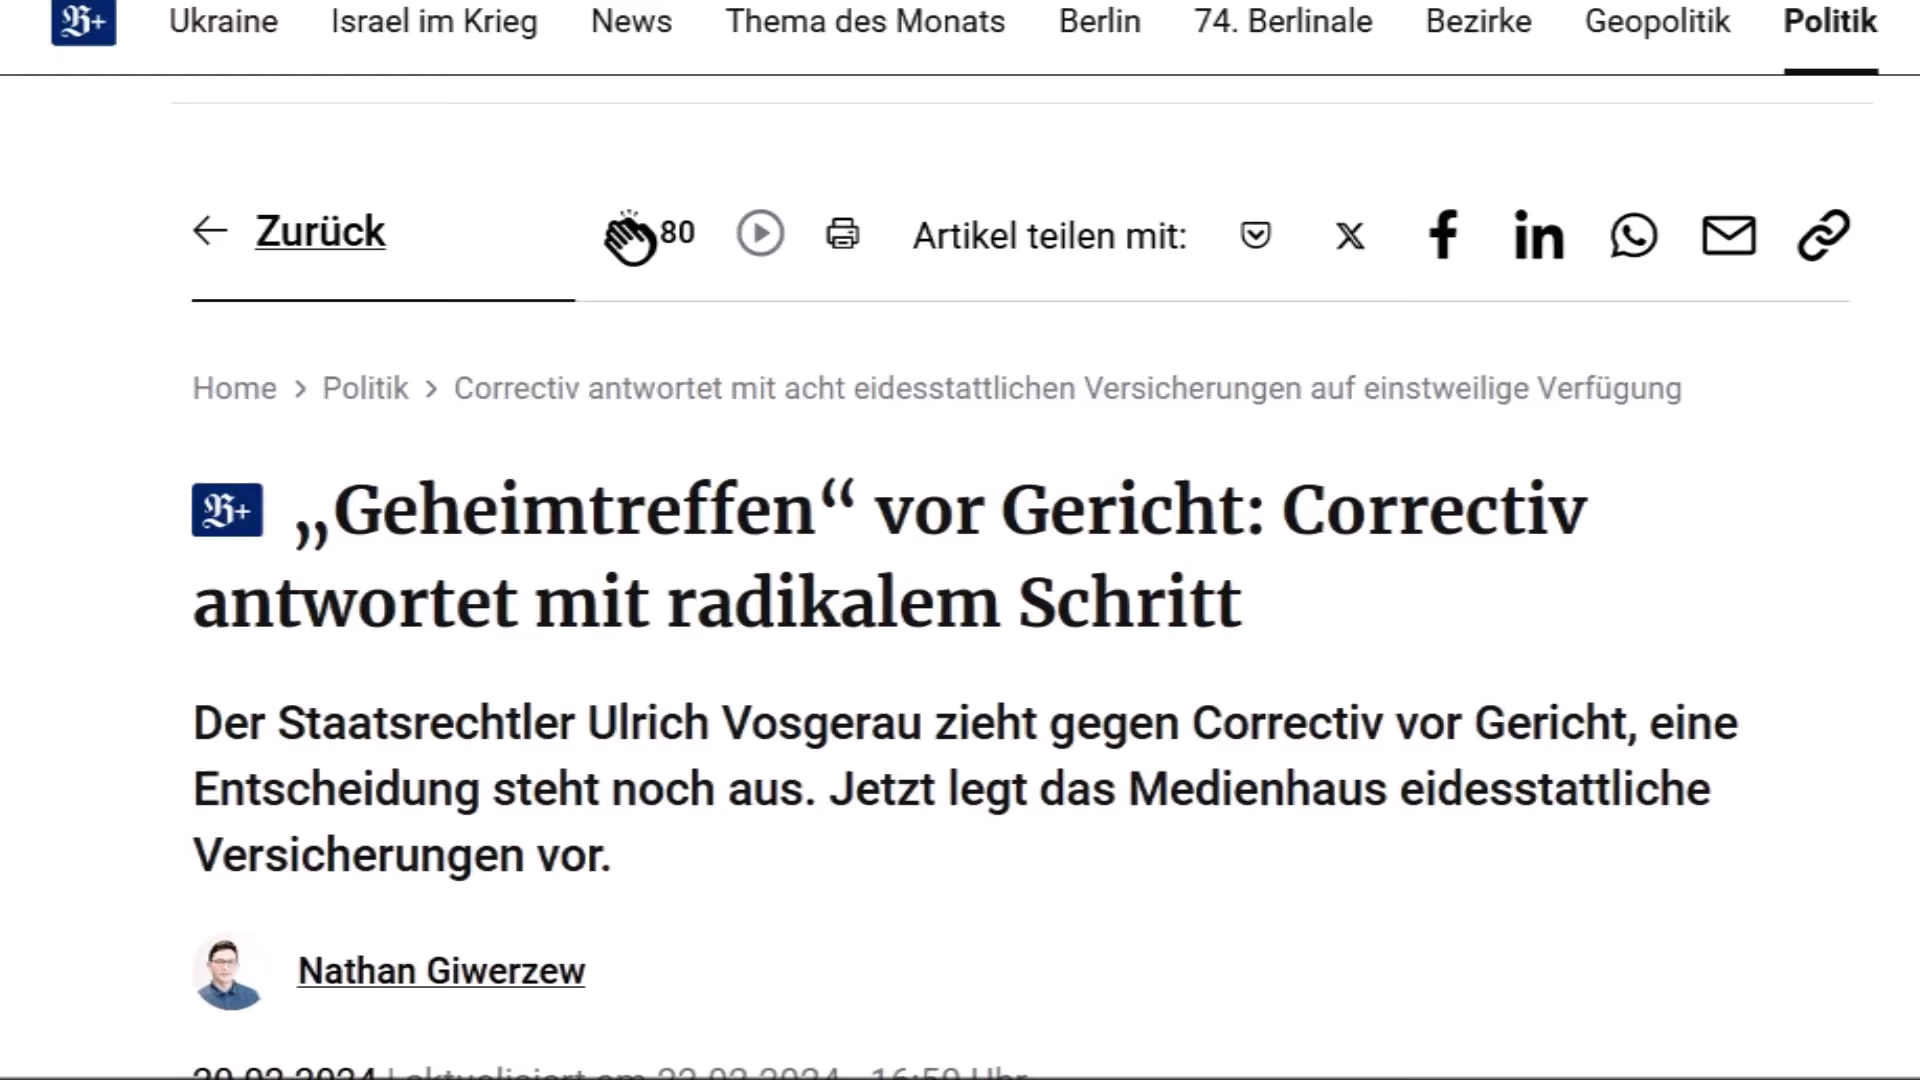 B+ Ukraine Israel im Krieg News Thema des Monats Berlin 74. Berlinale Bezirke Geopolitik Politik
Zurück 80 Artikel teilen mit:
Home > Politik > Correctiv antwortet mit acht eidesstattlichen Versicherungen auf einstweilige Verfügung
B+ „Geheimtreffen“ vor Gericht: Correctiv
antwortet mit radikalem Schritt
Der Staatsrechtler Ulrich Vosgerau zieht gegen Correctiv vor Gericht, eine
Entscheidung steht noch aus. Jetzt legt das Medienhaus eidesstattliche
Versicherungen vor.
Nathan Giwerzew